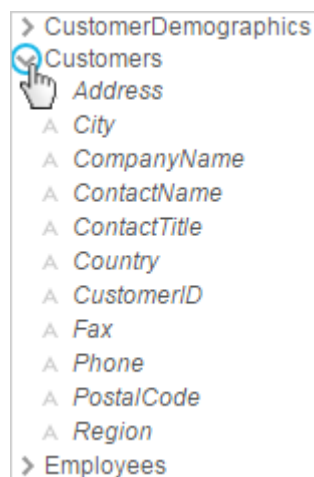 CustomerDemographics
Customers
Address
A City
A CompanyName
A ContactName
A ContactTitle
A Country
A CustomerID
A Fax
A Phone
A PostalCode
A Region
Employees